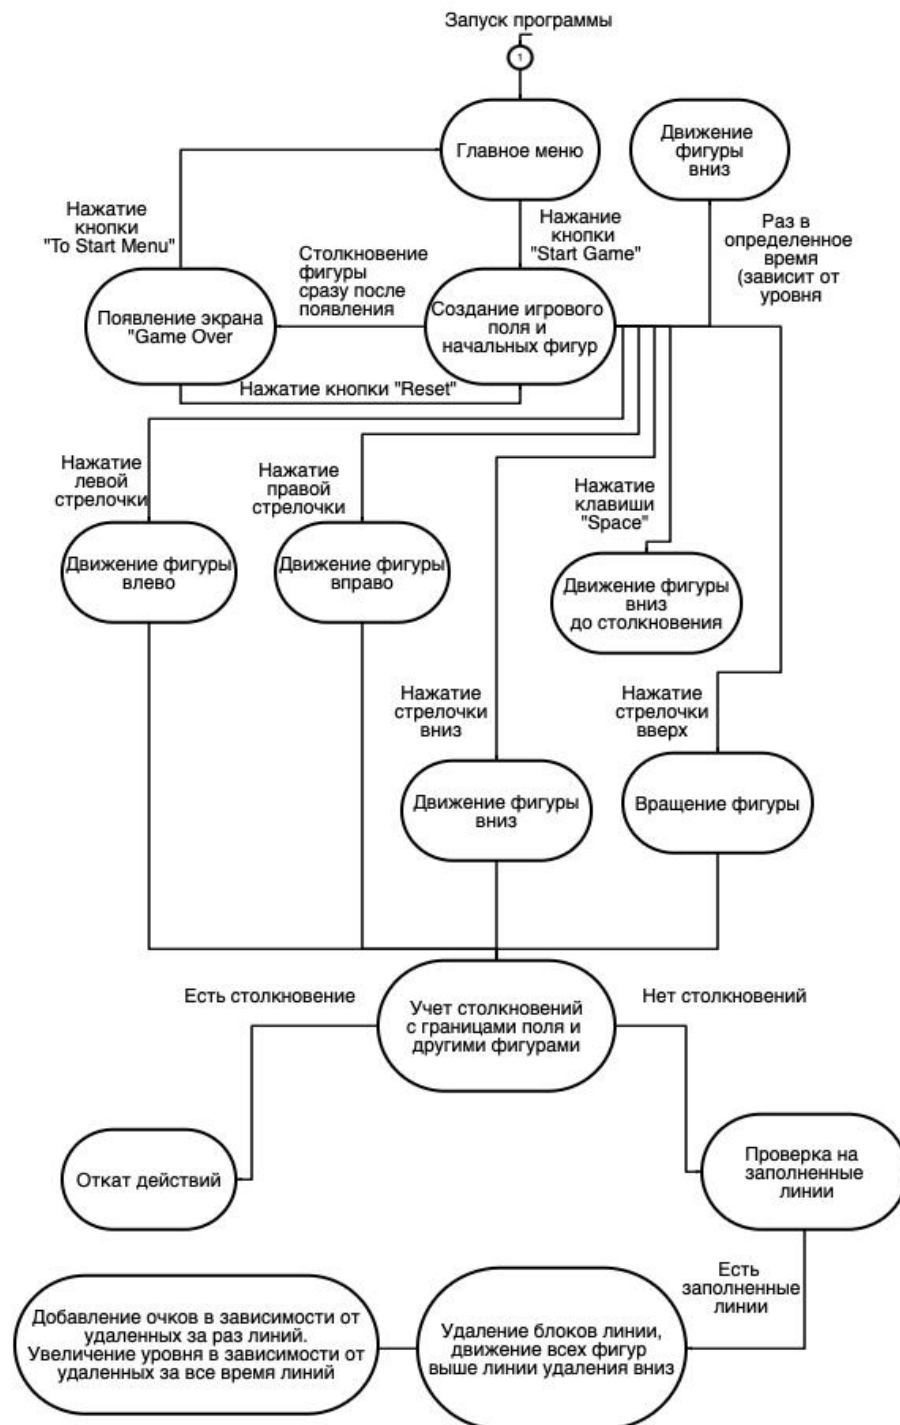 Запуск программы
1
Главное меню
Движение
фигуры
вниз
Нажатие
кнопки
"To Start Menu"
Нажание
кнопки
"Start Game"
Раз в
определенное
время
(зависит от
уровня
Столкновение
фигуры
сразу после
появления
Появление экрана
"Game Over
Создание игрового
поля и
начальных фигур
Нажатие кнопки "Reset"
Нажатие
левой
стрелочки
Нажатие
правой
стрелочки
Нажатие
клавиши
"Space"
Движение фигуры
влево
Движение фигуры
вправо
Движение фигуры
вниз
до столкновения
Нажатие
стрелочки
вниз
Нажатие
стрелочки
вверх
Движение фигуры
вниз
Вращение фигуры
Есть столкновение
Нет столкновений
Учет столкновений
с границами поля и
другими фигурами
Откат действий
Проверка на
заполненные
линии
Есть
заполненные
линии
Добавление очков в зависимости от
удаленных за раз линий.
Увеличение уровня в зависимости от
удаленных за все время линий
Удаление блоков линии,
движение всех фигур
выше линии удаления вниз